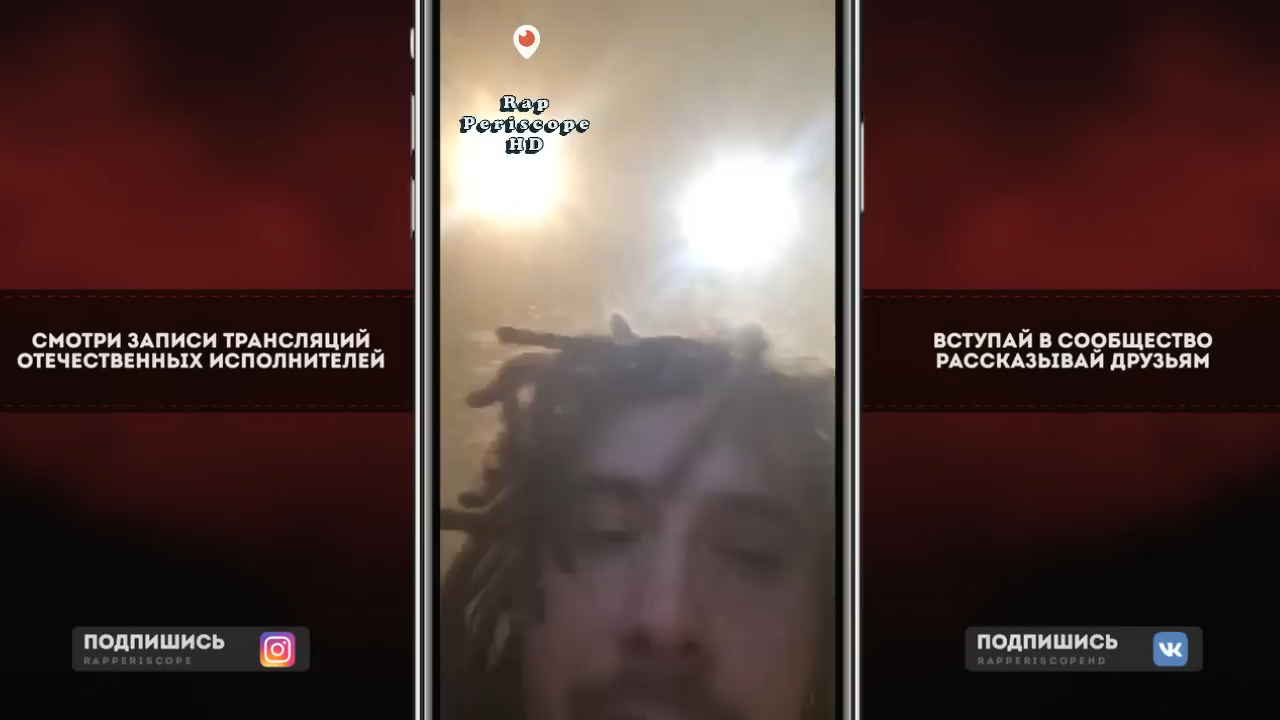 Rap
Periscope
HD
СМОТРИ ЗАПИСИ ТРАНСЛЯЦИЙ
ОТЕЧЕСТВЕННЫХ ИСПОЛНИТЕЛЕЙ
ВСТУПАЙ В СООБЩЕСТВО
РАССКАЗЫВАЙ ДРУЗЬЯМ
ПОДПИШИСЬ
RAPPERISCOPE
ПОДПИШИСЬ
RAPPERISCOPEHD